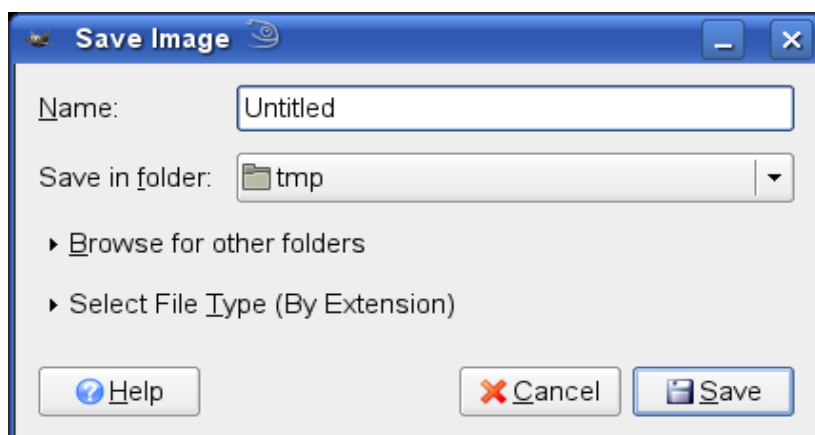 Save Image
Name: Untitled
Save in folder: tmp
Browse for other folders
Select File Type (By Extension)
Help Cancel Save